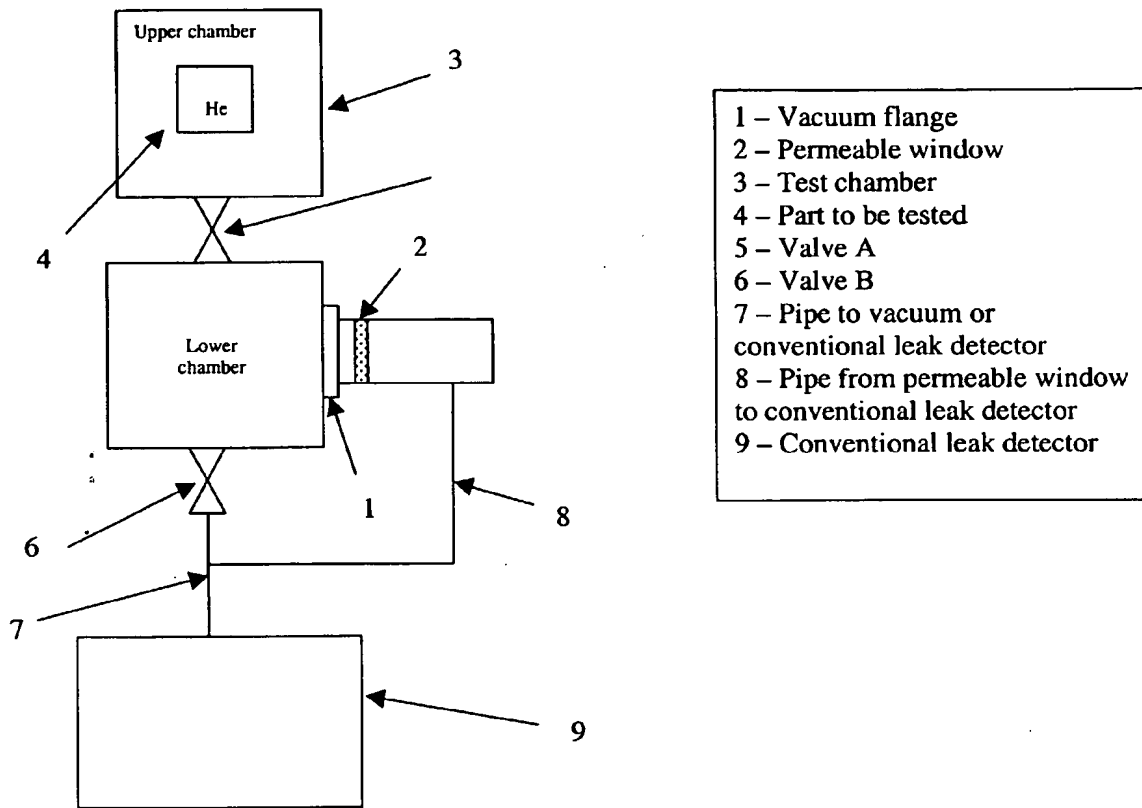 Upper chamber
3
He
4
2
Lower
chamber
1
8
6
7
9
1 – Vacuum flange
2 – Permeable window
3 – Test chamber
4 – Part to be tested
5 – Valve A
6 – Valve B
7 – Pipe to vacuum or
conventional leak detector
8 – Pipe from permeable window
to conventional leak detector
9 – Conventional leak detector